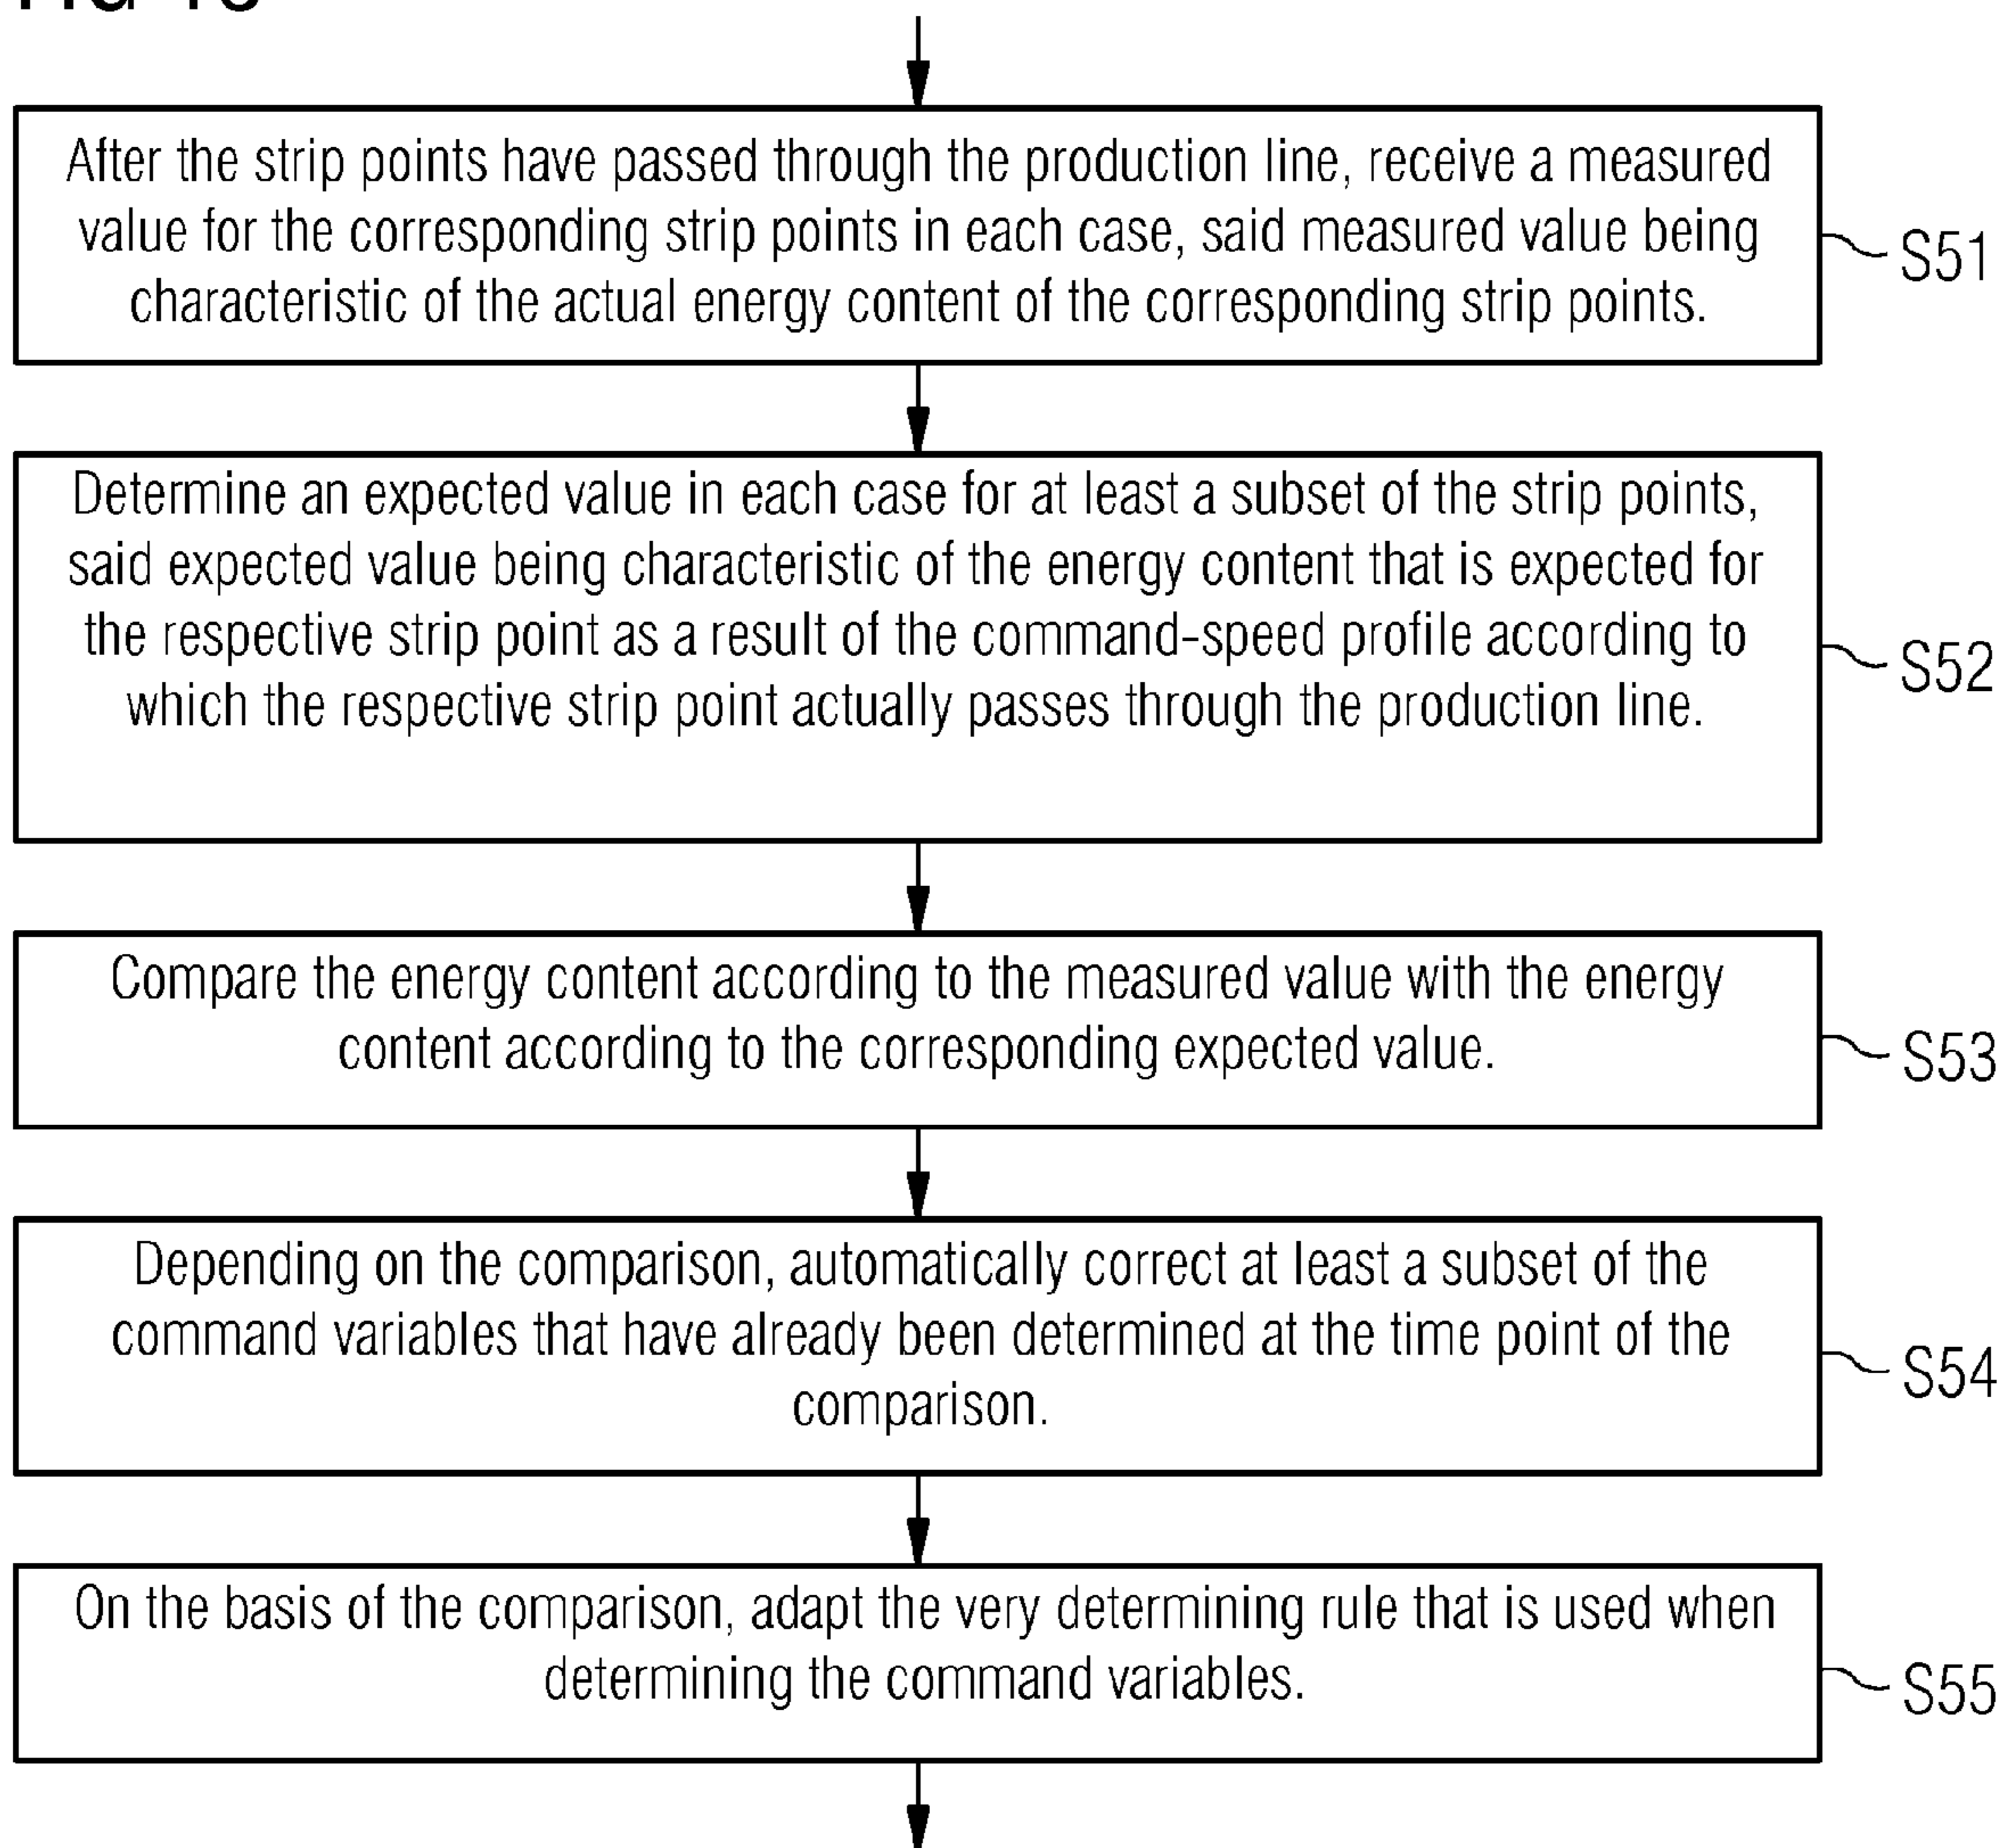 After the strip points have passed through the production line, receive a measured
value for the corresponding strip points in each case, said measured value being
characteristic of the actual energy content of the corresponding strip points.
S51
Determine an expected value in each case for at least a subset of the strip points,
said expected value being characteristic of the energy content that is expected for
the respective strip point as a result of the command-speed profile according to
which the respective strip point actually passes through the production line.
S52
Compare the energy content according to the measured value with the energy
content according to the corresponding expected value.
S53
Depending on the comparison, automatically correct at least a subset of the
command variables that have already been determined at the time point of the
comparison.
S54
On the basis of the comparison, adapt the very determining rule that is used when
determining the command variables.
S55